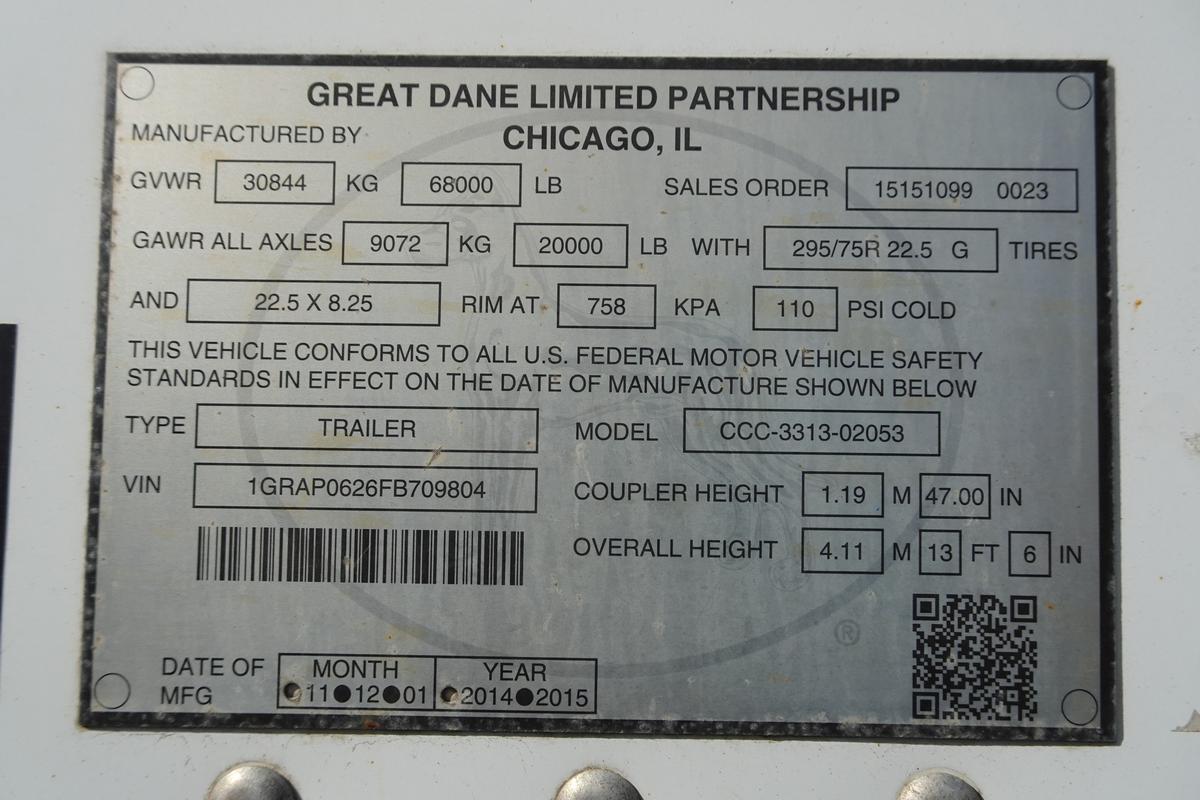 GREAT DANE LIMITED PARTNERSHIP
MANUFACTURED BY CHICAGO, IL
GVWR 30844 KG 68000 LB SALES ORDER 15151099 0023
GAWR ALL AXLES 9072 KG 20000 LB WITH 295/75R 22.5 G TIRES
AND 22.5 X 8.25 RIM AT 758 KPA 110 PSI COLD
THIS VEHICLE CONFORMS TO ALL U.S. FEDERAL MOTOR VEHICLE SAFETY
STANDARDS IN EFFECT ON THE DATE OF MANUFACTURE SHOWN BELOW
TYPE TRAILER MODEL CCC-3313-02053
VIN 1GRAP0626FB709804 COUPLER HEIGHT 1.19 M 47.00 IN
OVERALL HEIGHT 4.11 M 13 FT 6 IN
®
DATE OF MONTH YEAR
MFG ●11●12●01 ●2014●2015